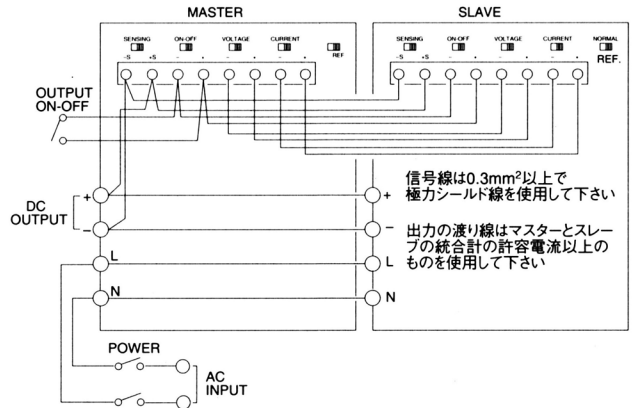 MASTER
SLAVE
SENSING ON-OFF VOLTAGE CURRENT
-S +S - + - + - +
REF
SENSING ON-OFF VOLTAGE CURRENT NORMAL
-S +S - + - + - +
REF.
OUTPUT
ON-OFF
信号線は0.3mm²以上で
極力シールド線を使用して下さい
DC
OUTPUT
+
-
+
-
出力の渡り線はマスターとスレー
ブの統合計の許容電流以上の
ものを使用して下さい
L
L
N
N
POWER
AC
INPUT